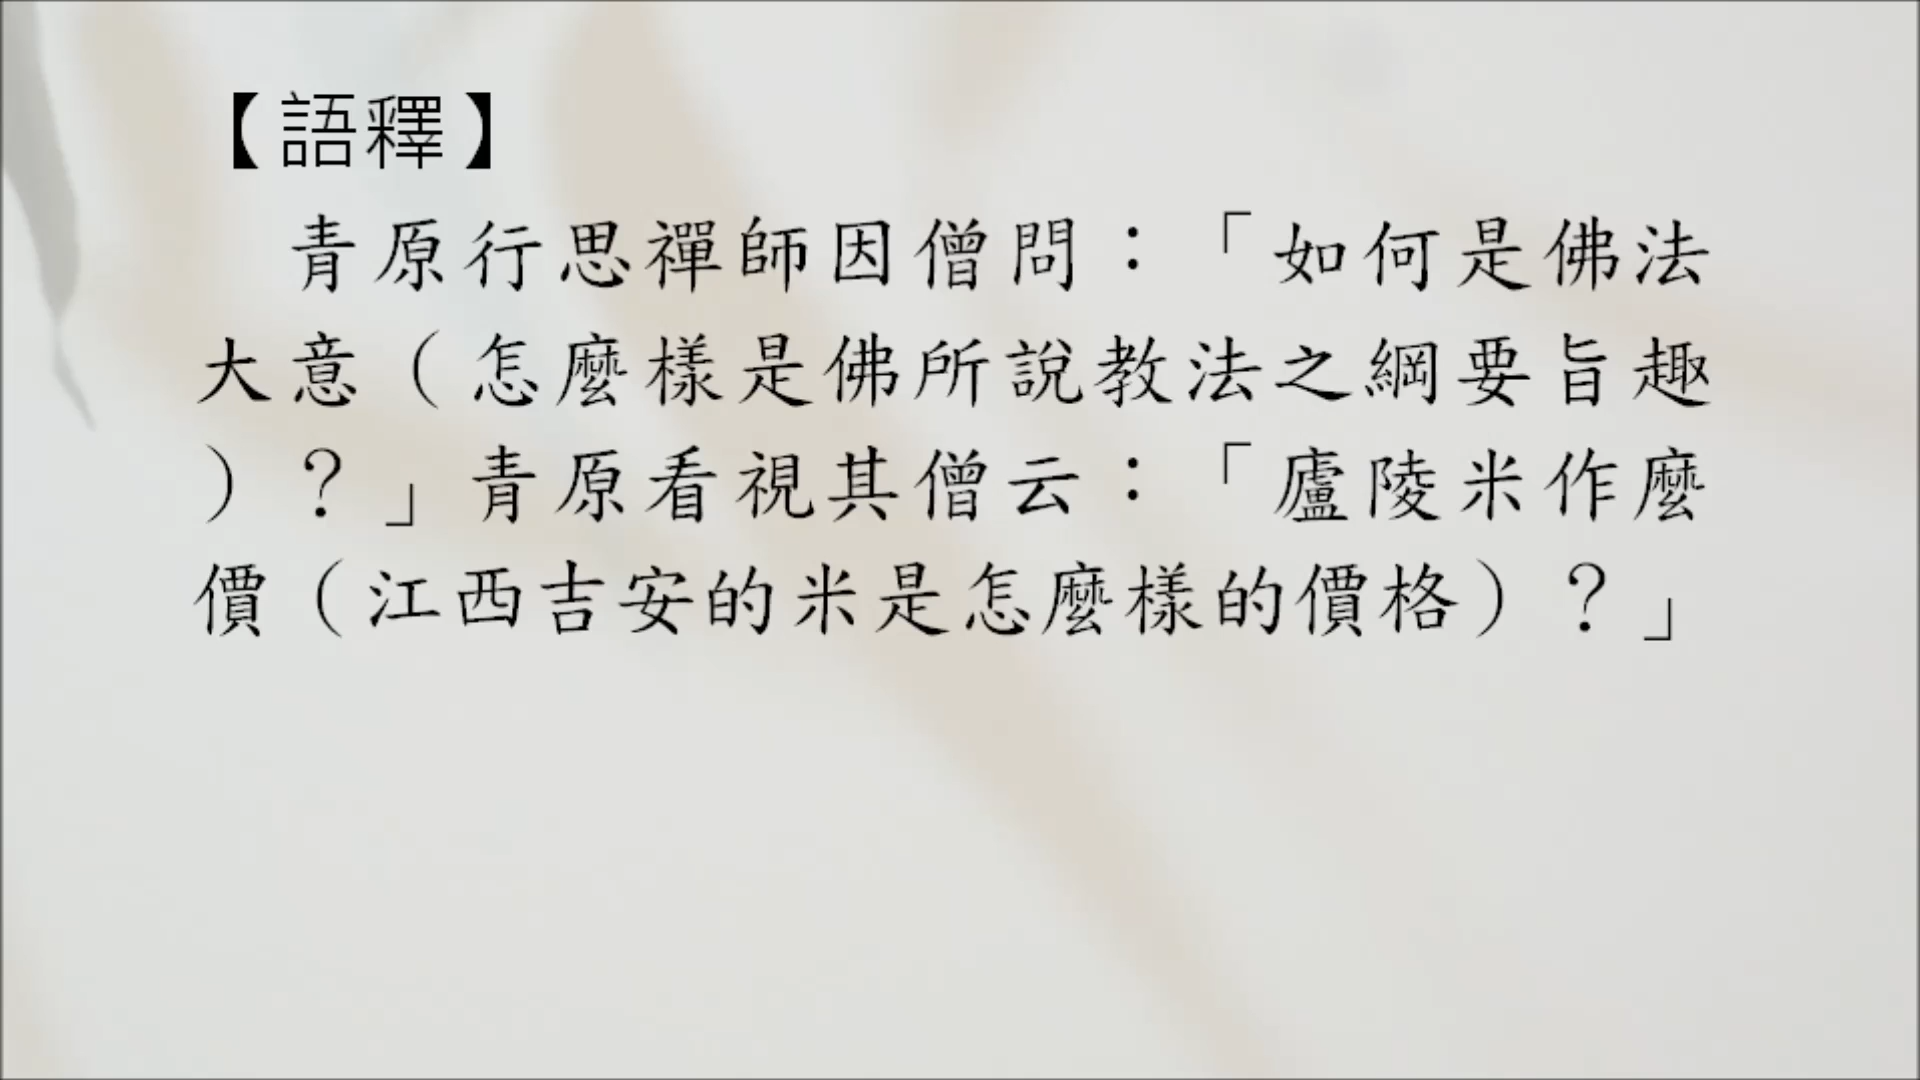 【語釋】
青原行思禪師因僧問：「如何是佛法
大意（怎麼樣是佛所說教法之綱要旨趣
）？」青原看視其僧云：「廬陵米作麼
價（江西吉安的米是怎麼樣的價格）？」